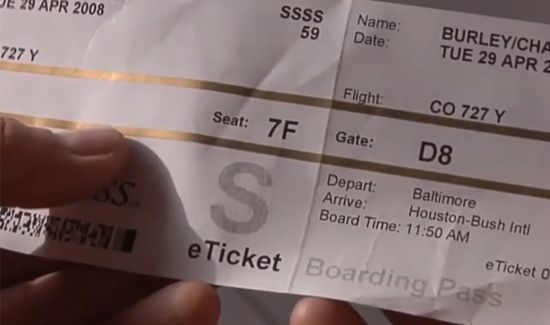 29 APR 2008
SSSS
59
727 Y
Seat: 7F
S
eTicket
Name: BURLEY/CHA
Date: TUE 29 APR 2
Flight: CO 727 Y
Gate: D8
Depart: Baltimore
Arrive: Houston-Bush Intl
Board Time: 11:50 AM
eTicket 0
Boarding Pass